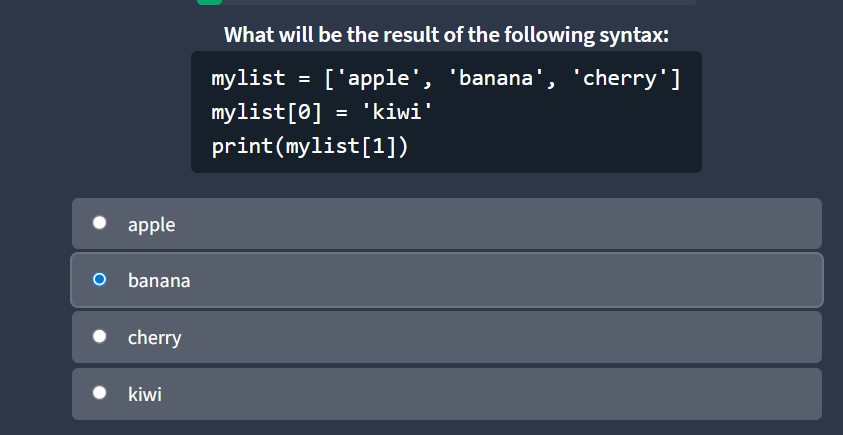 What will be the result of the following syntax:
mylist = ['apple', 'banana', 'cherry']
mylist[0] = 'kiwi'
print(mylist[1])
apple
banana
cherry
kiwi